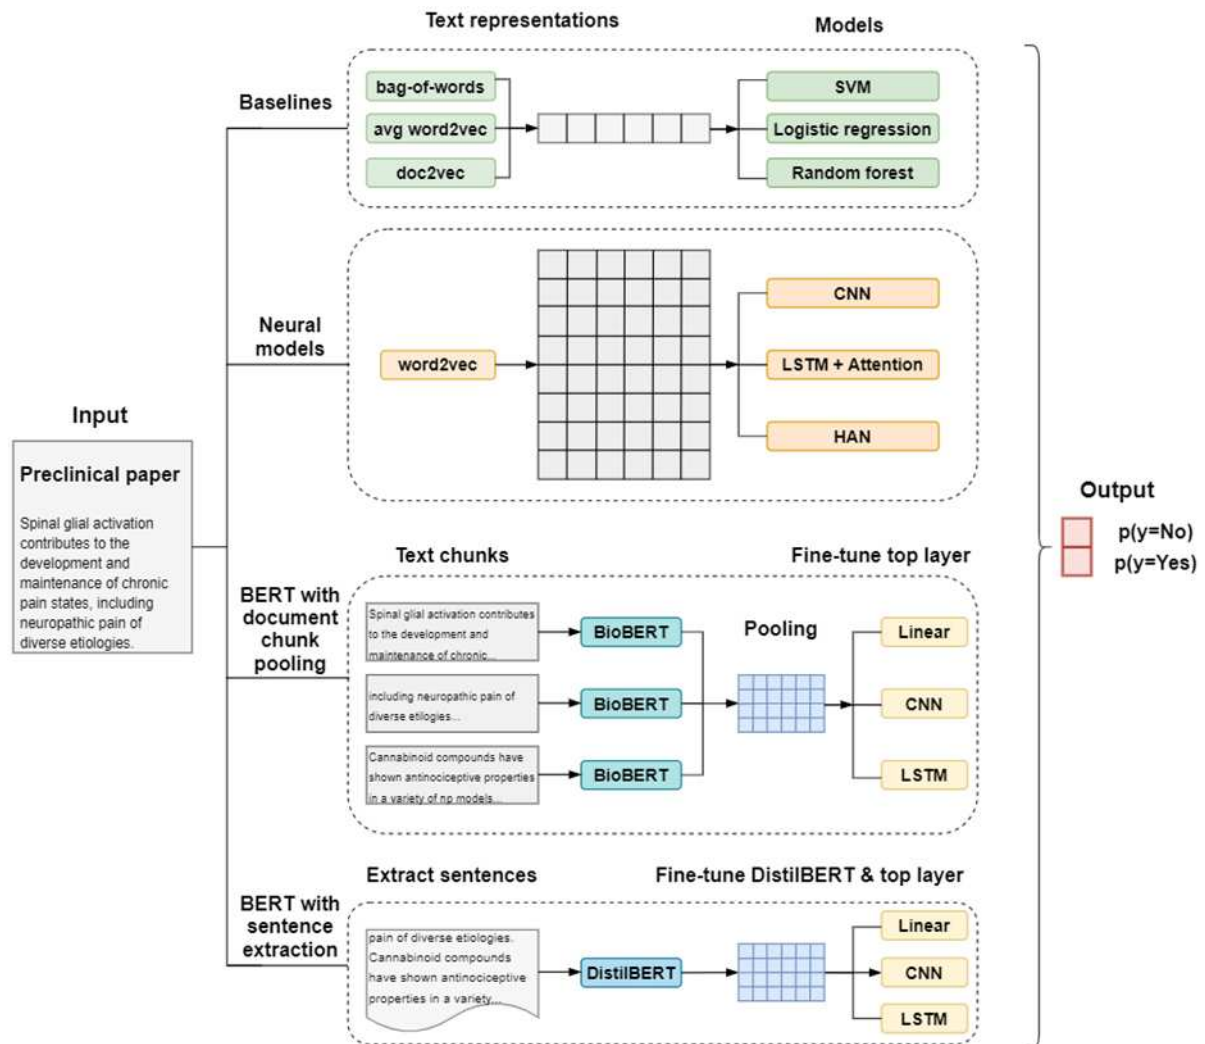 Text representations
Models
Baselines
bag-of-words
avg word2vec
doc2vec
SVM
Logistic regression
Random forest
Neural
models
word2vec
CNN
LSTM + Attention
HAN
Input
Preclinical paper
Spinal glial activation
contributes to the
development and
maintenance of chronic
pain states, including
neuropathic pain of
diverse etiologies.
Output
p(y=No)
p(y=Yes)
BERT with
document
chunk
pooling
Text chunks
Fine-tune top layer
Spinal glial activation contributes
to the development and
maintenance of chronic...
including neuropathic pain of
diverse etilogies...
Cannabinoid compounds have
shown antinociceptive properties
in a variety of np models...
BioBERT
BioBERT
BioBERT
Pooling
Linear
CNN
LSTM
BERT with
sentence
extraction
Extract sentences
Fine-tune DistilBERT & top layer
pain of diverse etiologies.
Cannabinoid compounds
have shown antinociceptive
properties in a variety...
DistilBERT
Linear
CNN
LSTM